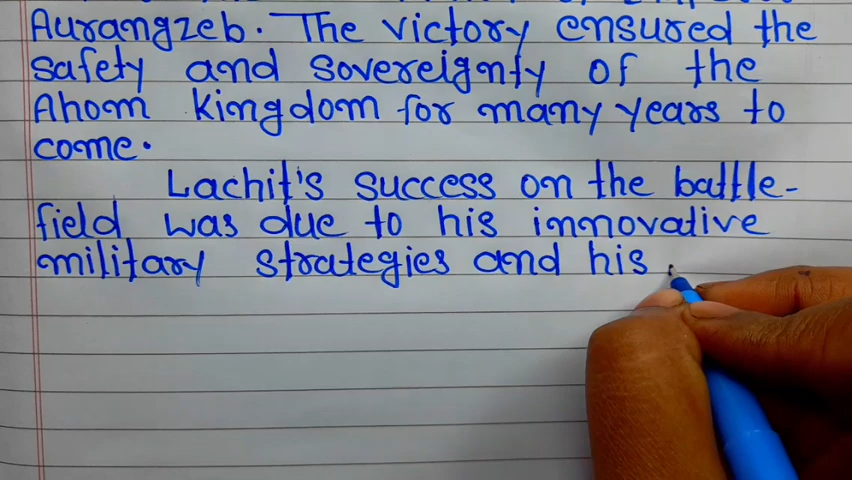 Aurangzeb. The victory ensured the
safety and sovereignty of the
Ahom Kingdom for many years to
come.
Lachit's success on the battle-
field was due to his innovative
military strategies and his